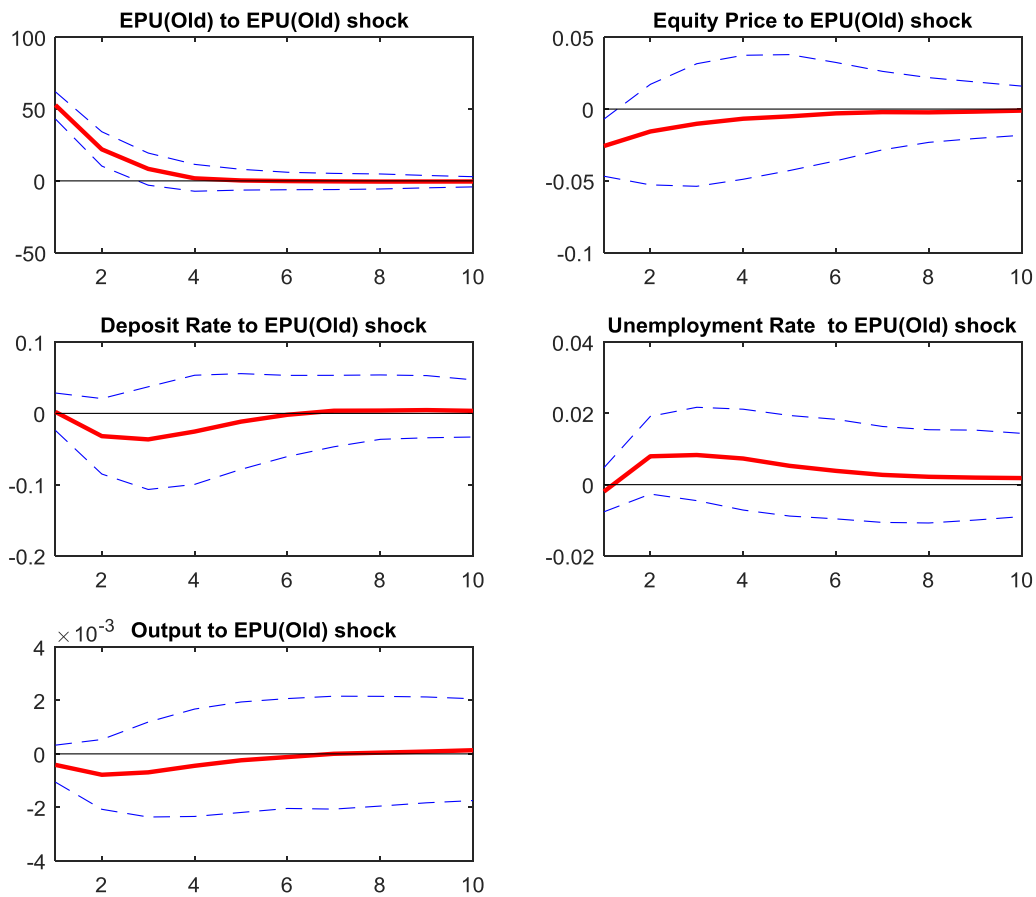 EPU(Old) to EPU(Old) shock
100
50
0
-50
2 4 6 8 10
Equity Price to EPU(Old) shock
0.05
0
-0.05
-0.1
2 4 6 8 10
Deposit Rate to EPU(Old) shock
0.1
0
-0.1
-0.2
2 4 6 8 10
Unemployment Rate  to EPU(Old) shock
0.04
0.02
0
-0.02
2 4 6 8 10
×10⁻³ Output to EPU(Old) shock
4
2
0
-2
-4
2 4 6 8 10